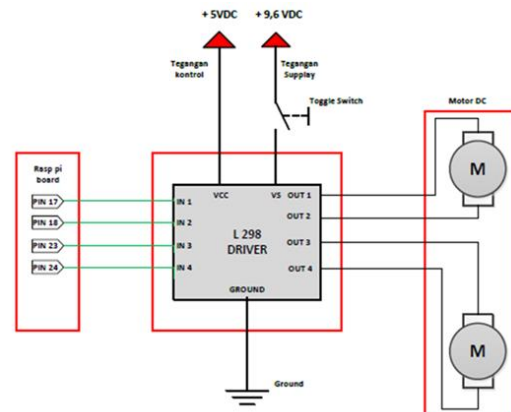 + 5VDC
+ 9,6 VDC
Tegangan
kontrol
Tegangan
Supplay
Toggle Switch
Motor DC
Rasp pi
board
PIN 17
PIN 18
PIN 23
PIN 24
VCC
VS
OUT 1
OUT 2
OUT 3
OUT 4
IN 1
IN 2
IN 3
IN 4
L 298
DRIVER
GROUND
M
M
Ground